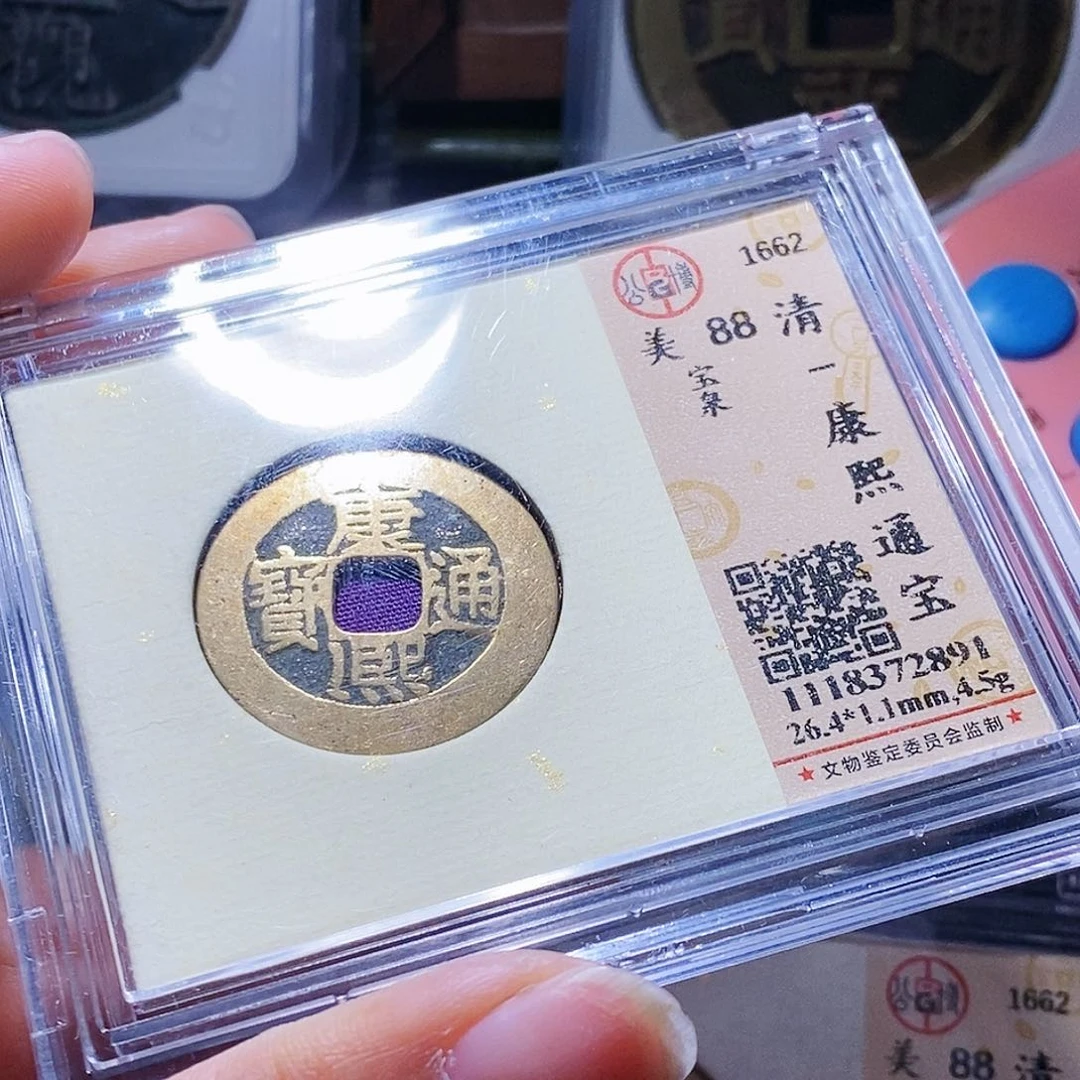 康
熙
通
寶
1662
美 88 清
宝泉
一
康
熙
通
宝
1118372891
26.4*1.1mm,4.5g
★ 文物鉴定委员会监制 ★
1662
美 88 清